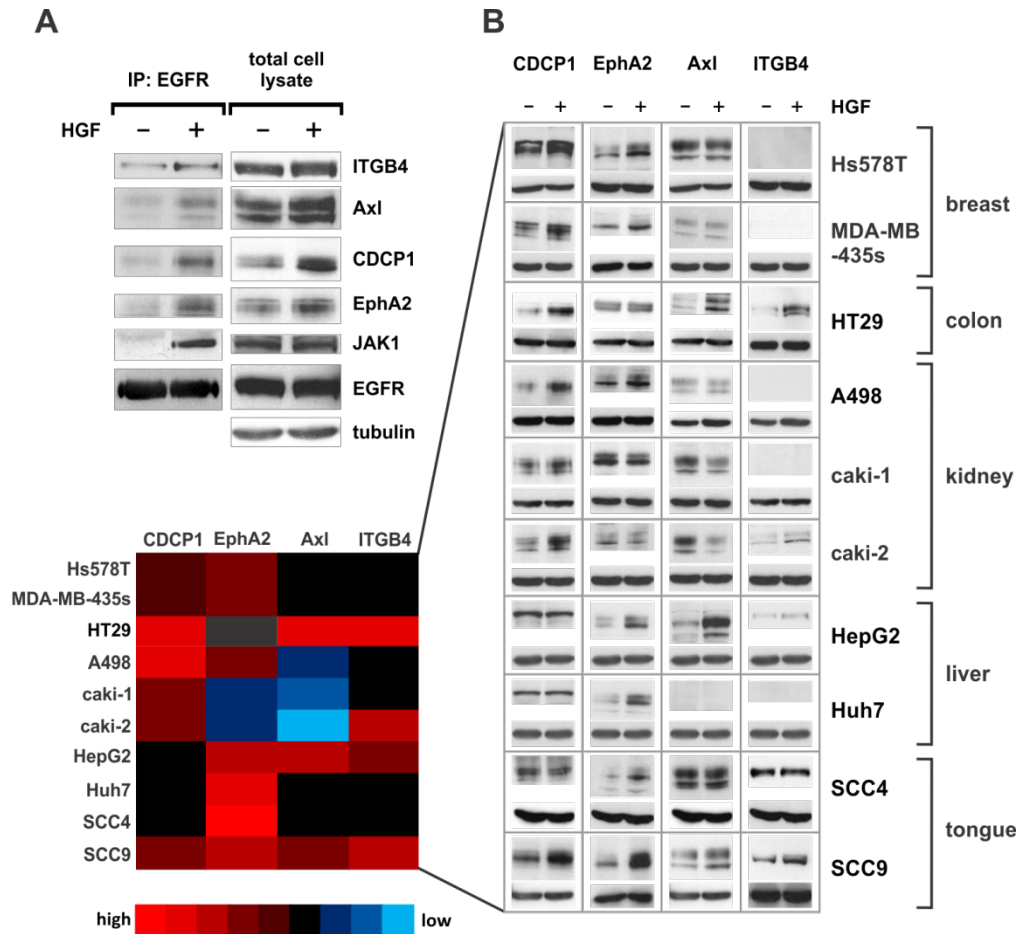 A
IP: EGFR
total cell
lysate
HGF – + – +
ITGB4
Axl
CDCP1
EphA2
JAK1
EGFR
tubulin
CDCP1 EphA2 Axl ITGB4
Hs578T
MDA-MB-435s
HT29
A498
caki-1
caki-2
HepG2
Huh7
SCC4
SCC9
high low
B
CDCP1 EphA2 Axl ITGB4
– + – + – + – + HGF
Hs578T
MDA-MB
-435s
breast
HT29
colon
A498
caki-1
kidney
caki-2
HepG2
liver
Huh7
SCC4
tongue
SCC9